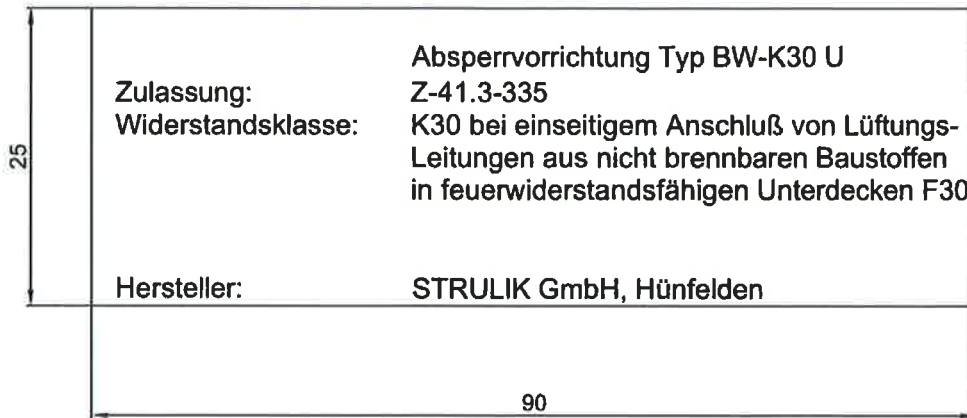 Absperrvorrichtung Typ BW-K30 U
Zulassung: Z-41.3-335
Widerstandsklasse: K30 bei einseitigem Anschluß von Lüftungs-
Leitungen aus nicht brennbaren Baustoffen
in feuerwiderstandsfähigen Unterdecken F30
25
Hersteller: STRULIK GmbH, Hünfelden
90